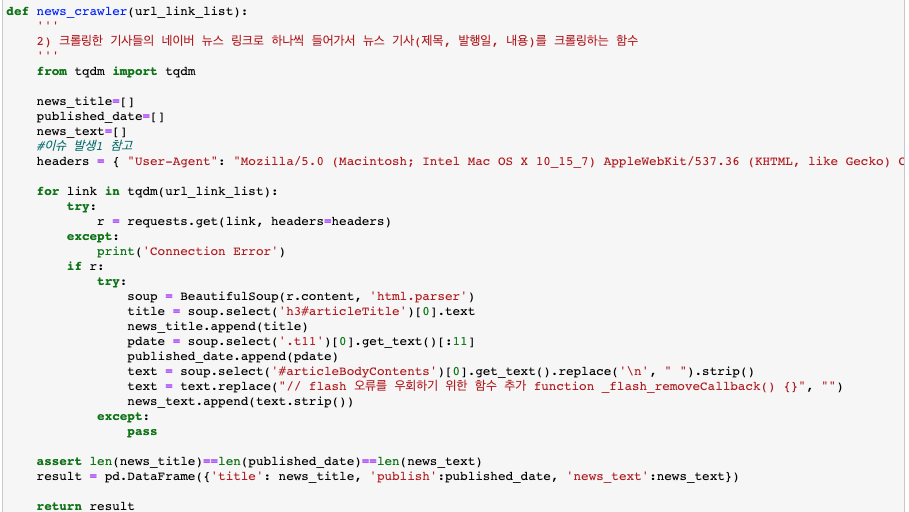 def news_crawler(url_link_list):
    '''
    2) 크롤링한 기사들의 네이버 뉴스 링크로 하나씩 들어가서 뉴스 기사(제목, 발행일, 내용)를 크롤링하는 함수
    '''
    from tqdm import tqdm

    news_title=[]
    published_date=[]
    news_text=[]
    #이슈 발생1 참고
    headers = { "User-Agent": "Mozilla/5.0 (Macintosh; Intel Mac OS X 10_15_7) AppleWebKit/537.36 (KHTML, like Gecko) C

    for link in tqdm(url_link_list):
        try:
            r = requests.get(link, headers=headers)
        except:
            print('Connection Error')
        if r:
            try:
                soup = BeautifulSoup(r.content, 'html.parser')
                title = soup.select('h3#articleTitle')[0].text
                news_title.append(title)
                pdate = soup.select('.t11')[0].get_text()[:11]
                published_date.append(pdate)
                text = soup.select('#articleBodyContents')[0].get_text().replace('\n', " ").strip()
                text = text.replace("// flash 오류를 우회하기 위한 함수 추가 function _flash_removeCallback() {}", "")
                news_text.append(text.strip())
            except:
                pass

    assert len(news_title)==len(published_date)==len(news_text)
    result = pd.DataFrame({'title': news_title, 'publish':published_date, 'news_text':news_text})

    return result